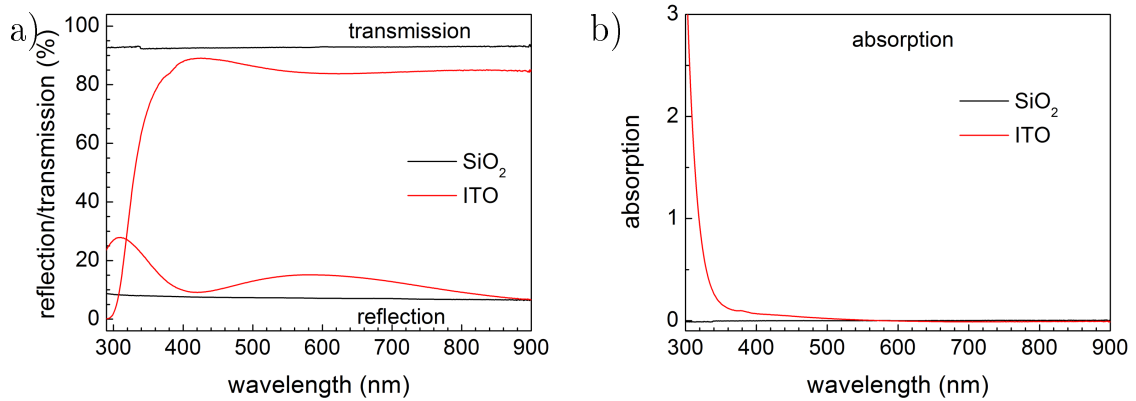 a)
transmission
reflection/transmission (%)
100
80
60
40
20
0
SiO2
ITO
reflection
300 400 500 600 700 800 900
wavelength (nm)
b)
absorption
absorption
3
2
1
0
SiO2
ITO
300 400 500 600 700 800 900
wavelength (nm)